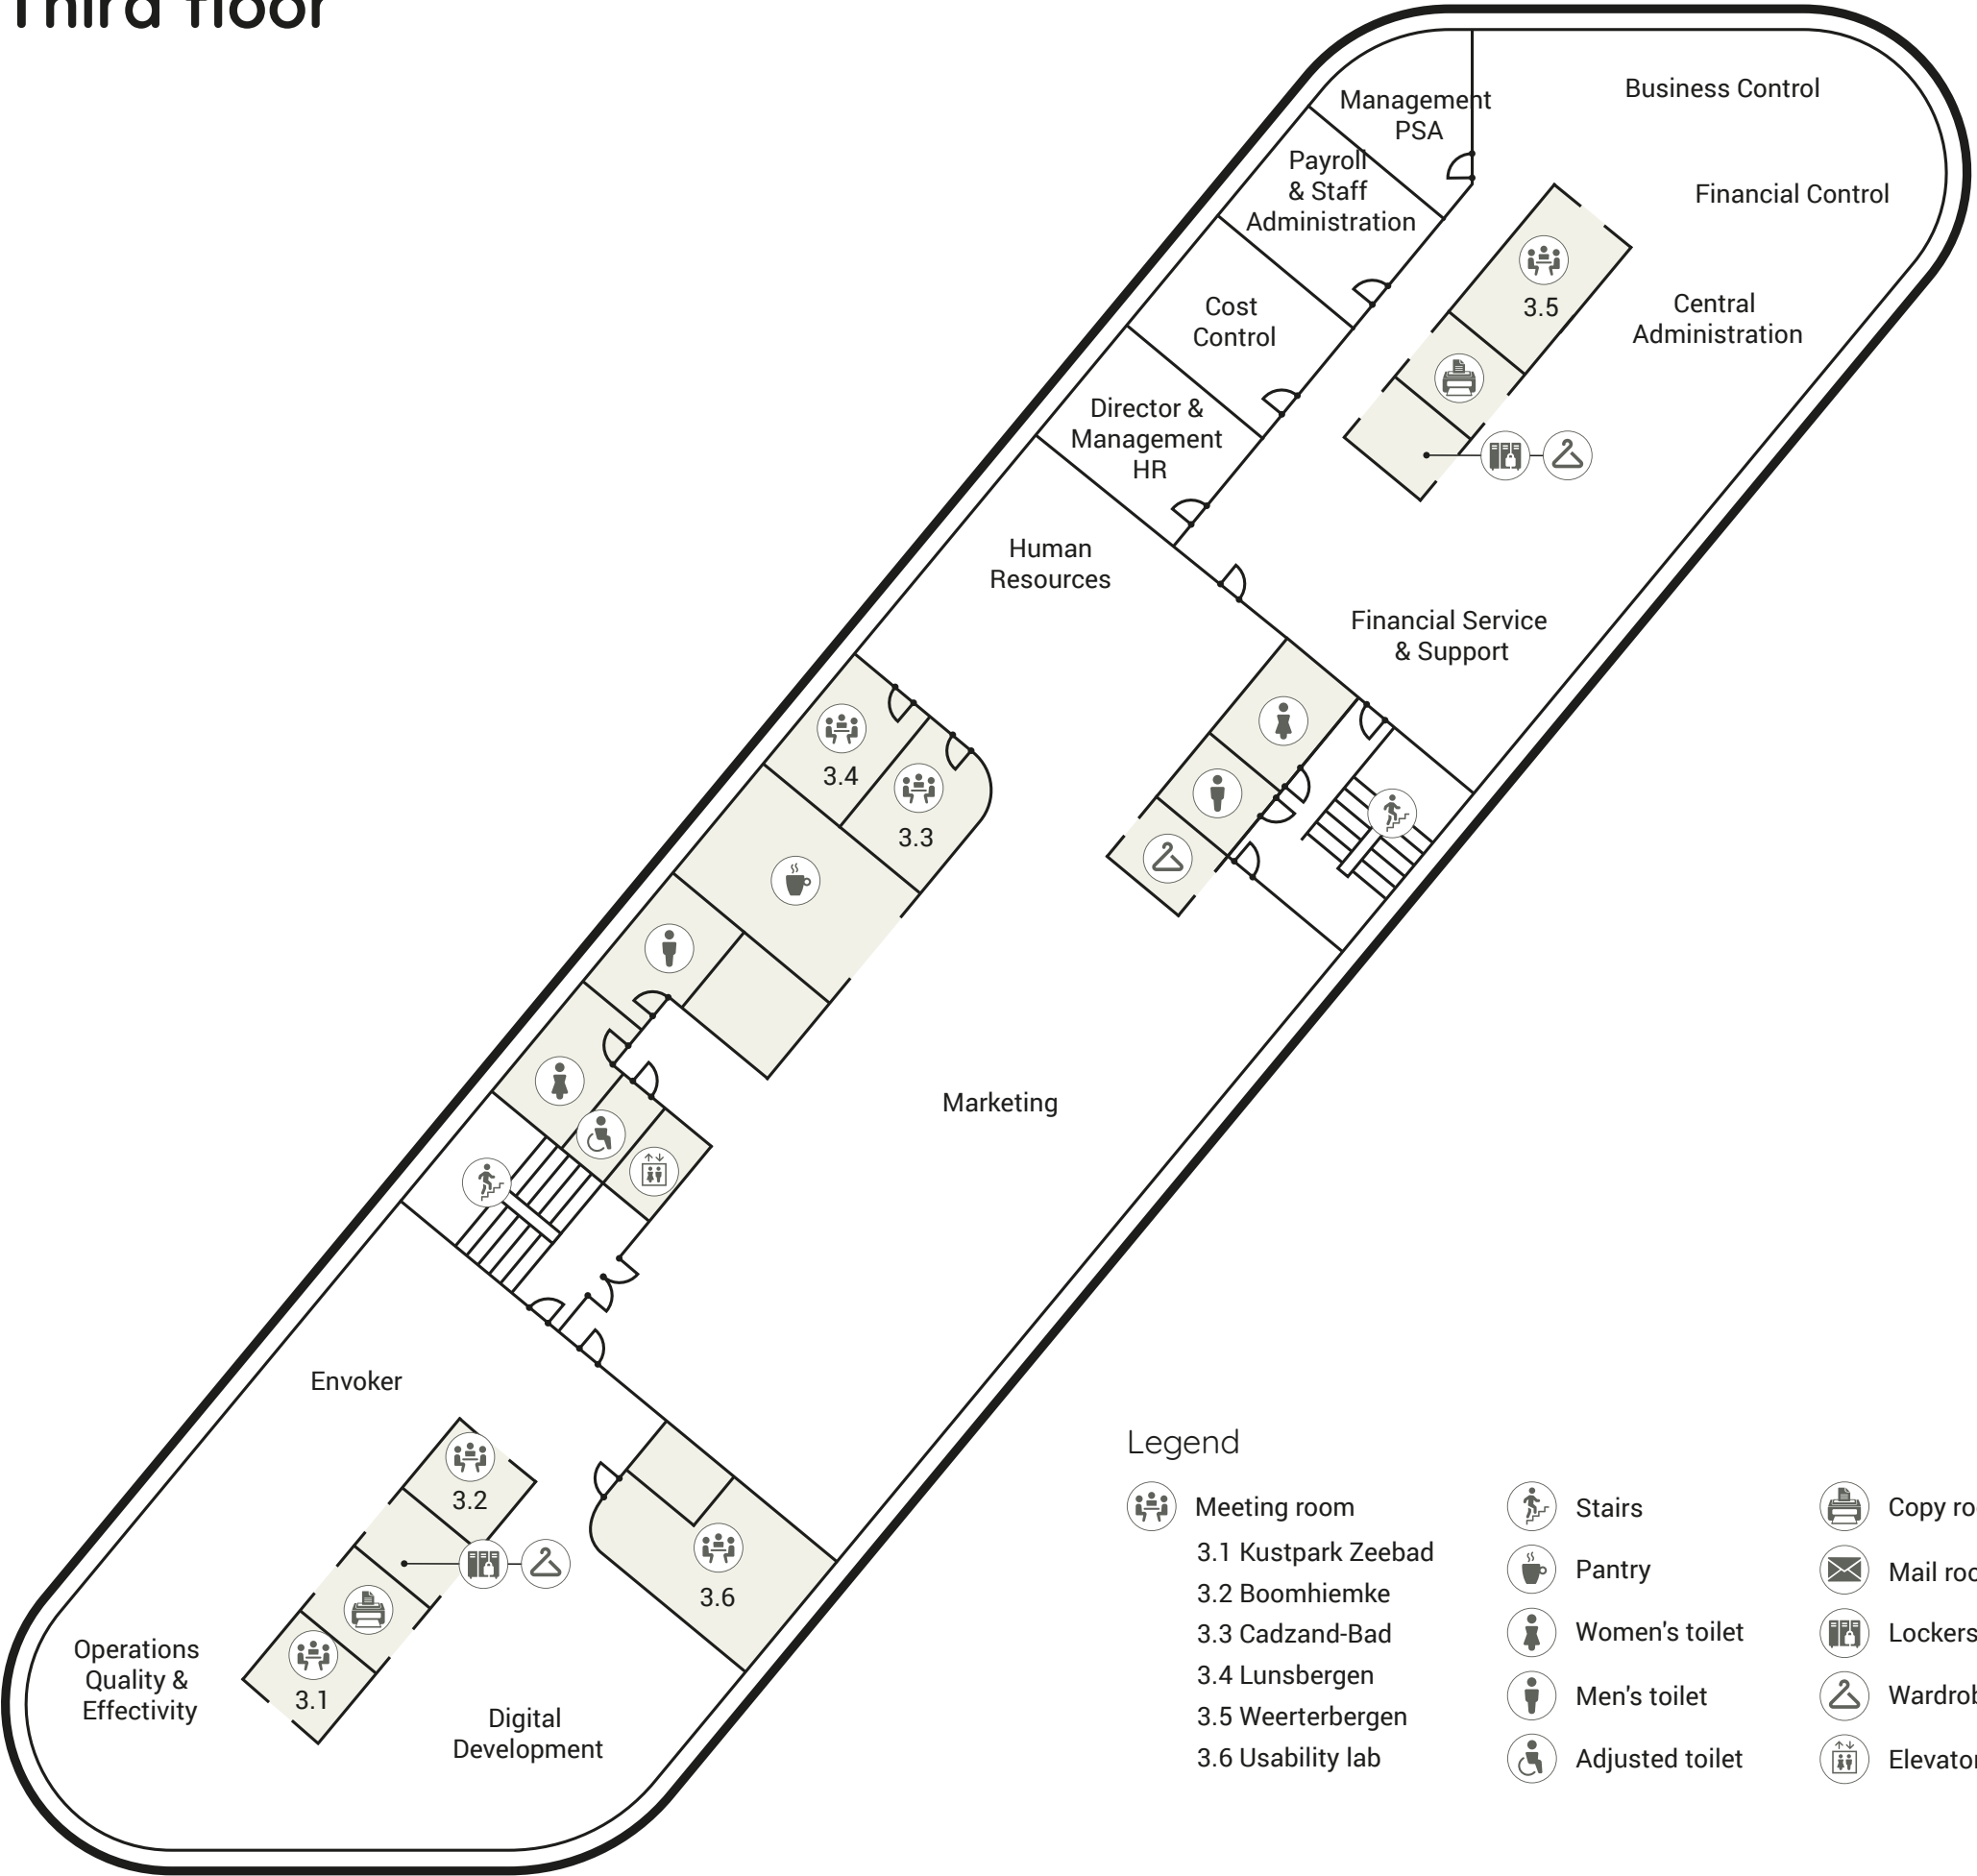 Third floor
Management
PSA
Business Control
Payroll
& Staff
Administration
Financial Control
3.5
Central
Administration
Cost
Control
Director &
Management
HR
Human
Resources
Financial Service
& Support
3.4
3.3
Marketing
Envoker
3.2
3.6
Operations
Quality &
Effectivity
3.1
Digital
Development
Legend
Meeting room
3.1 Kustpark Zeebad
3.2 Boomhiemke
3.3 Cadzand-Bad
3.4 Lunsbergen
3.5 Weerterbergen
3.6 Usability lab
Stairs
Pantry
Women's toilet
Men's toilet
Adjusted toilet
Copy
Mail
Lockers